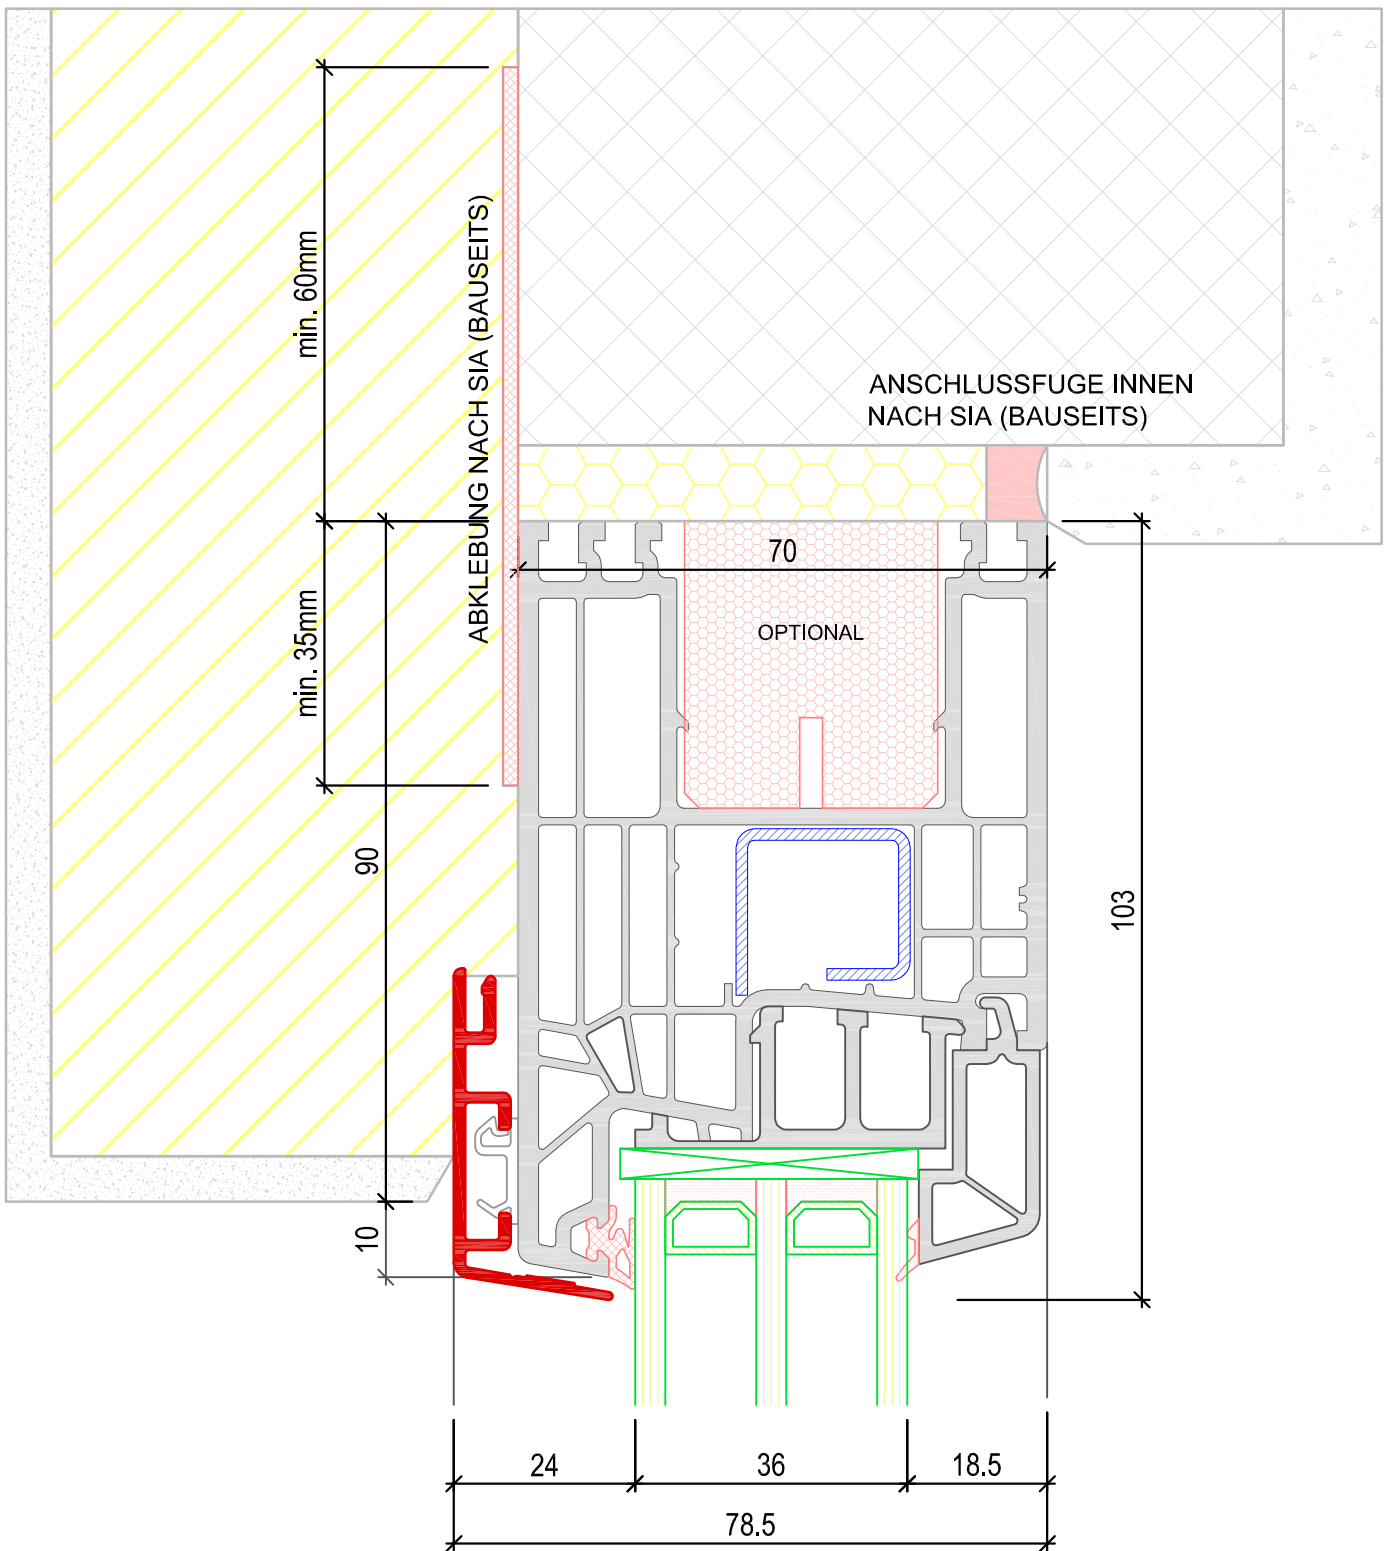 min. 60mm
ABKLEBUNG NACH SIA (BAUSEITS)
ANSCHLUSSFUGE INNEN
NACH SIA (BAUSEITS)
70
OPTIONAL
min. 35mm
90
103
10
24
36
18.5
78.5